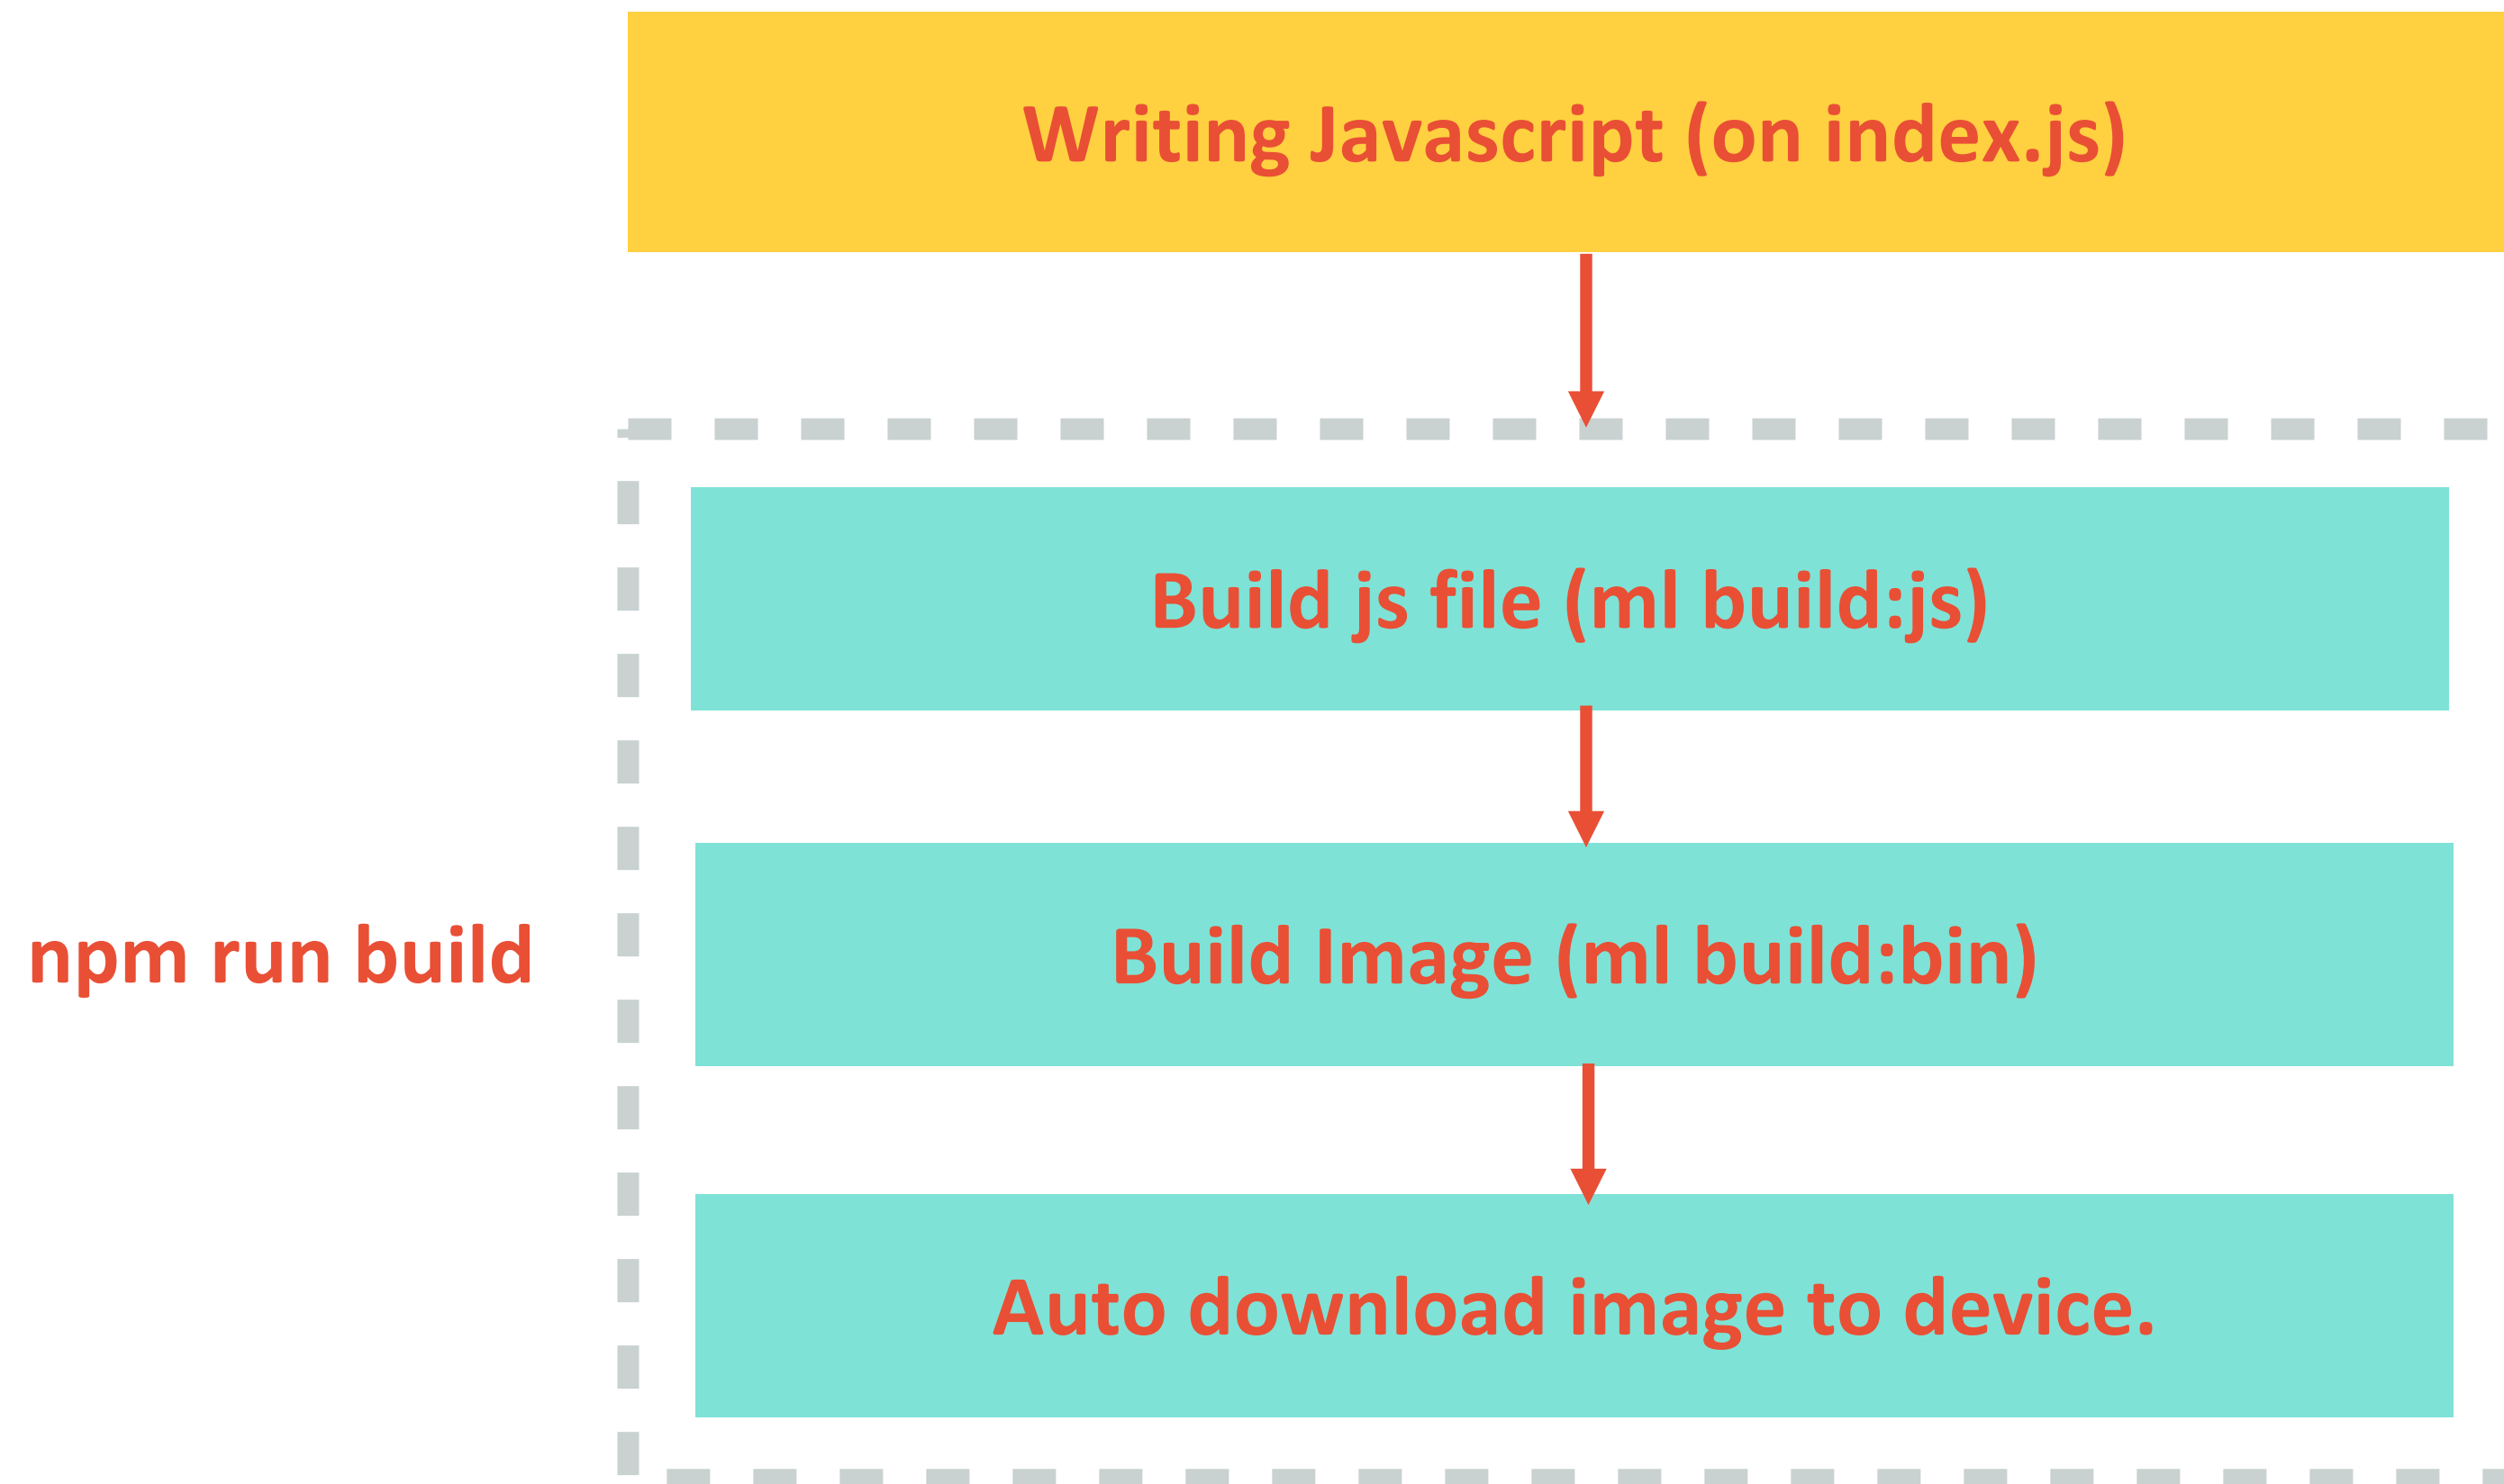 Writing Javascript (on index.js)
Build js file (ml build:js)
npm run build
Build Image (ml build:pin)
Auto download image to device.